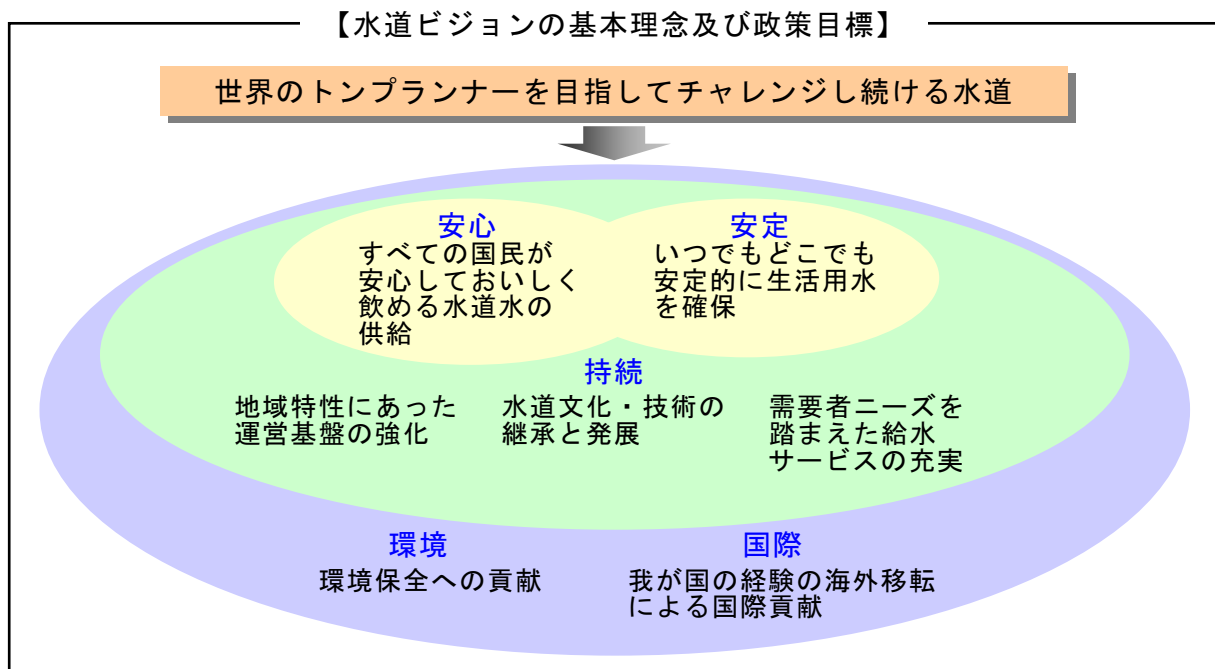 【水道ビジョンの基本理念及び政策目標】
世界のトンプランナーを目指してチャレンジし続ける水道
安心
すべての国民が
安心しておいしく
飲める水道水の
供給
安定
いつでもどこでも
安定的に生活用水
を確保
持続
地域特性にあった
運営基盤の強化
水道文化・技術の
継承と発展
需要者ニーズを
踏まえた給水
サービスの充実
環境
環境保全への貢献
国際
我が国の経験の海外移転
による国際貢献